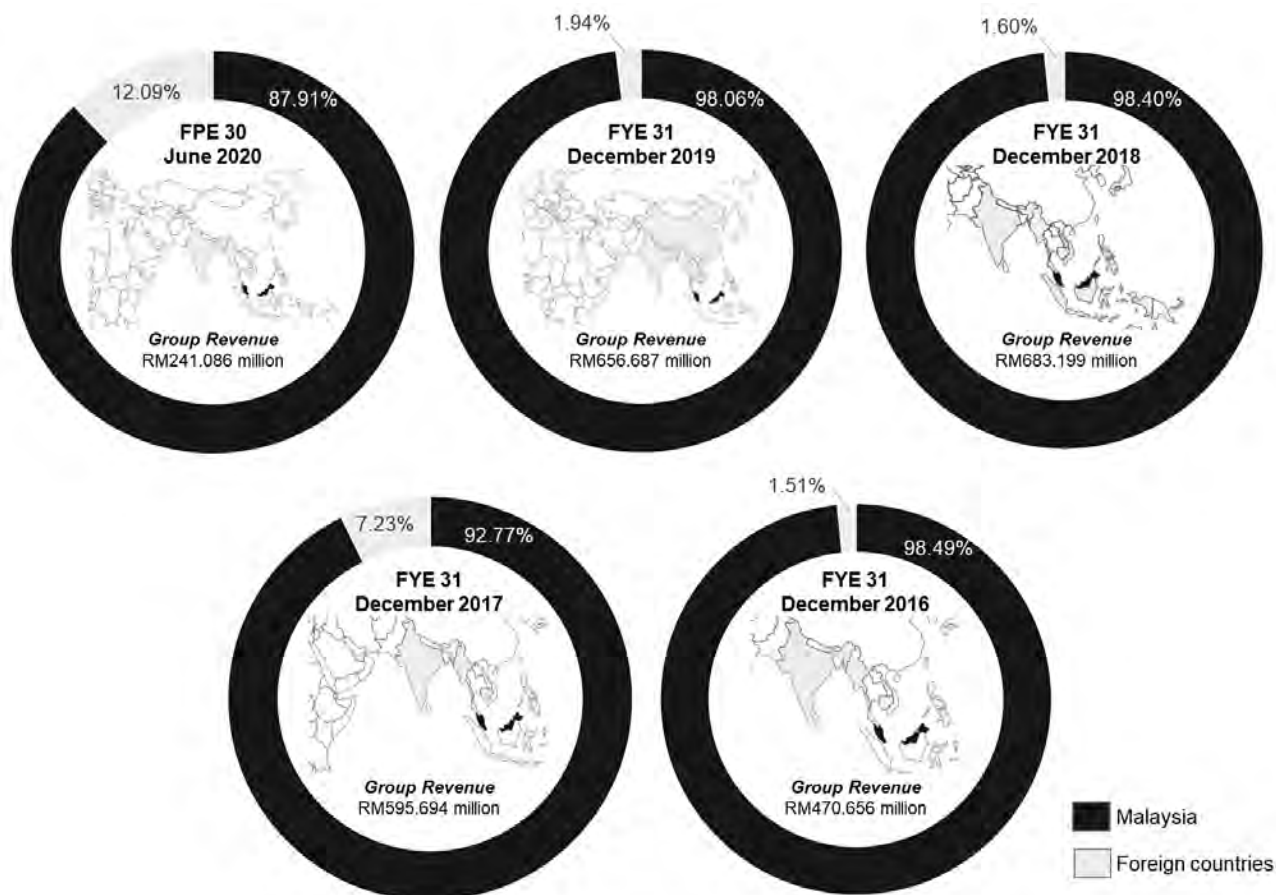 12.09%
87.91%
FPE 30
June 2020
Group Revenue
RM241.086 million
1.94%
98.06%
FYE 31
December 2019
Group Revenue
RM656.687 million
1.60%
98.40%
FYE 31
December 2018
Group Revenue
RM683.199 million
7.23%
92.77%
FYE 31
December 2017
Group Revenue
RM595.694 million
1.51%
98.49%
FYE 31
December 2016
Group Revenue
RM470.656 million
Malaysia
Foreign countries